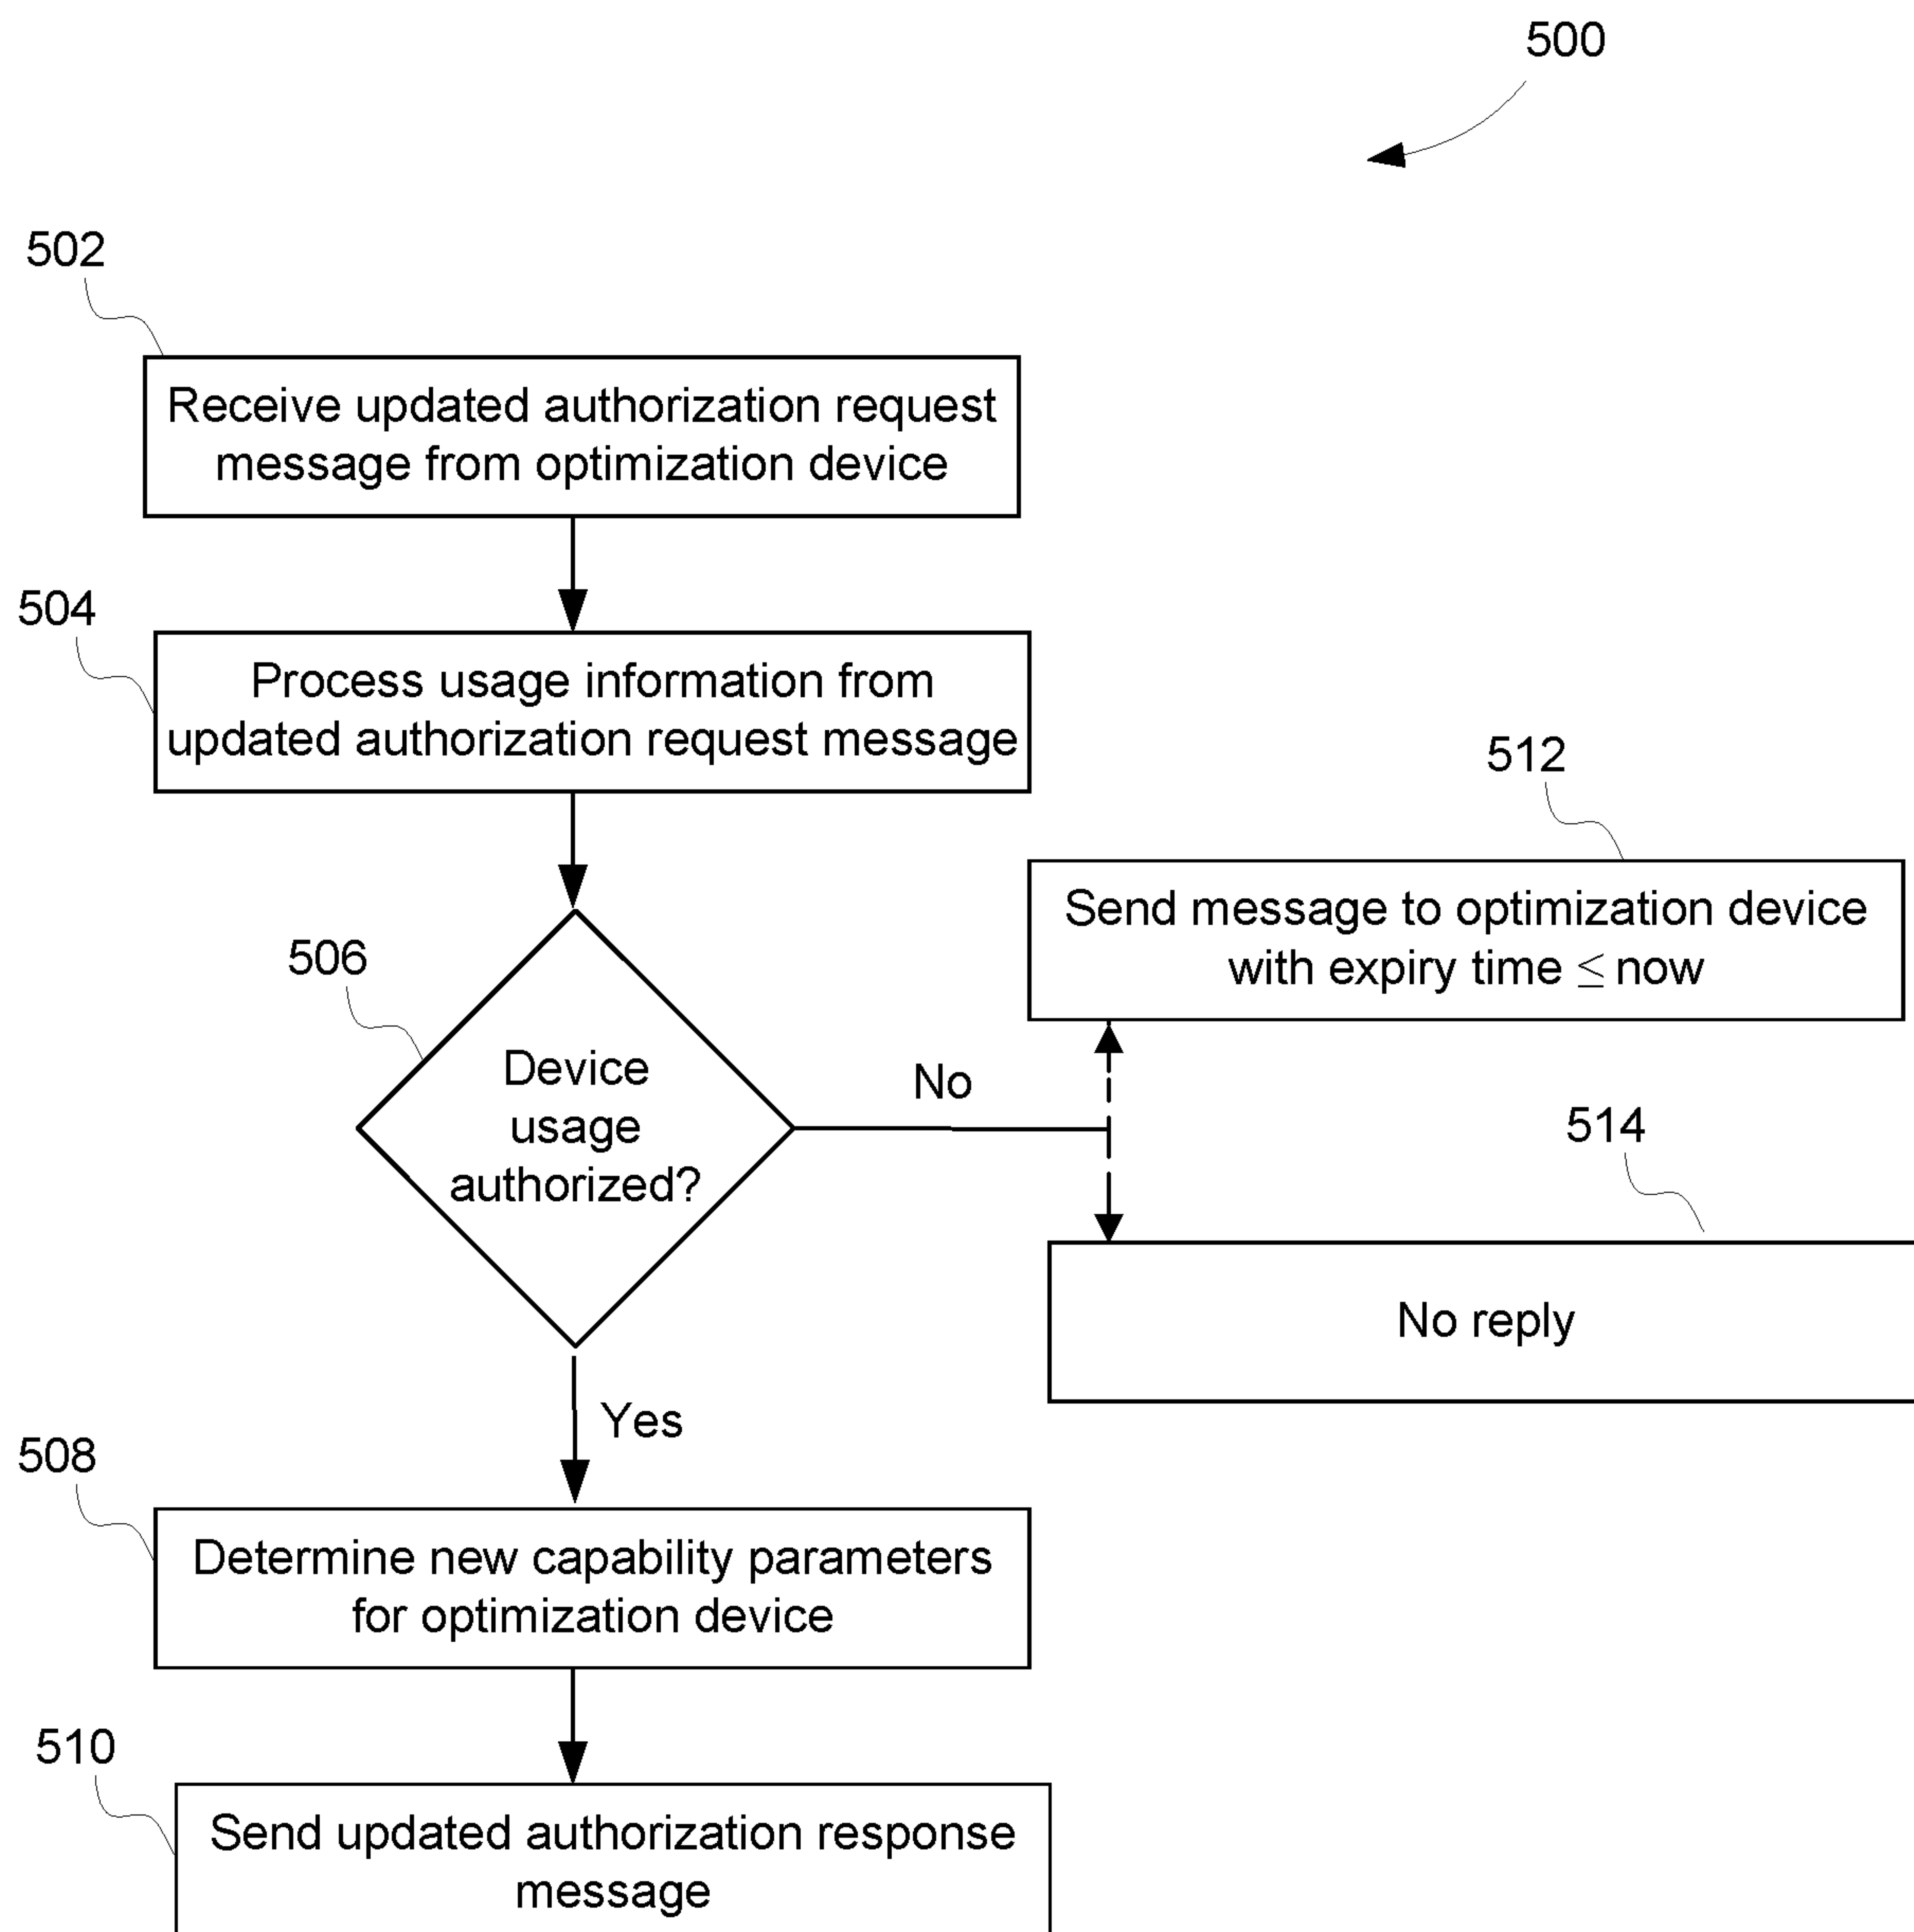 500
502
Receive updated authorization request
message from optimization device
504
Process usage information from
updated authorization request message
512
Send message to optimization device
with expiry time ≤ now
506
Device
usage
authorized?
No
514
No reply
Yes
508
Determine new capability parameters
for optimization device
510
Send updated authorization response
message